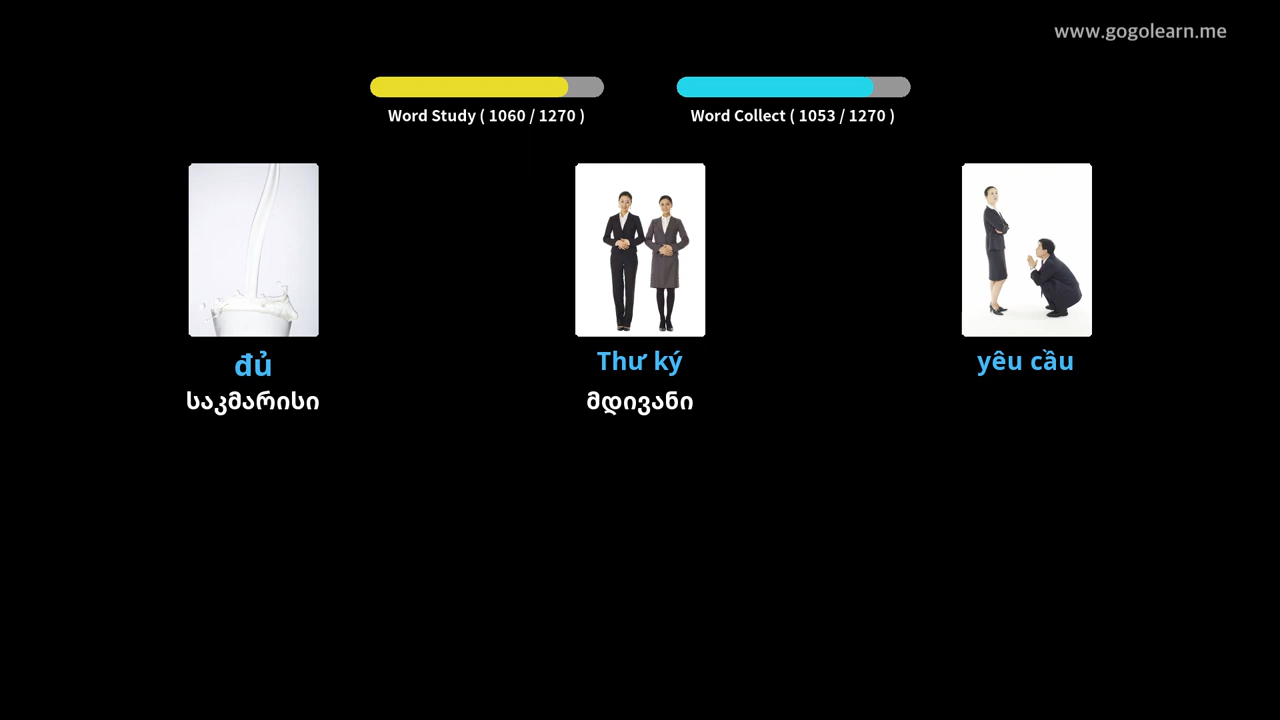 www.gogolearn.me
Word Study ( 1060 / 1270 )
Word Collect ( 1053 / 1270 )
đủ
Thư ký
yêu cầu
საკმარისი
მდივანი